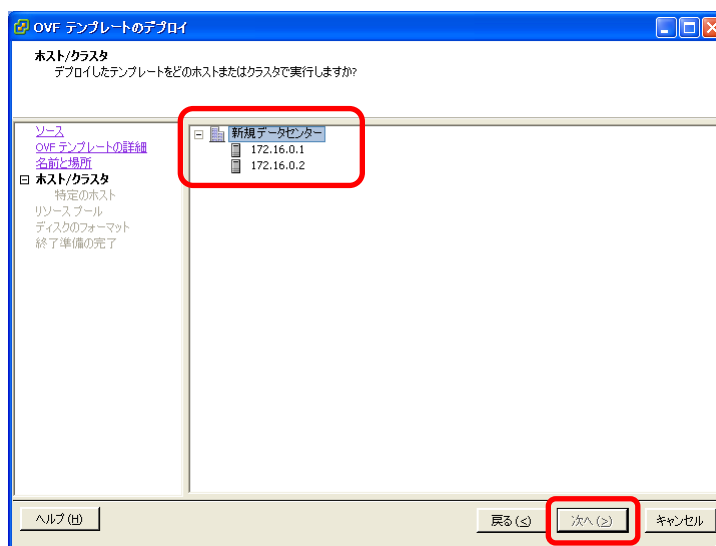 OVF テンプレートのデプロイ
ホスト/クラスタ
デプロイしたテンプレートをどのホストまたはクラスタで実行しますか?
ソース
OVF テンプレートの詳細
名前と場所
ホスト/クラスタ
特定のホスト
リソース プール
ディスクのフォーマット
終了準備の完了
新規データセンター
172.16.0.1
172.16.0.2
ヘルプ(H)
戻る(≤)
次へ(≥)
キャンセル